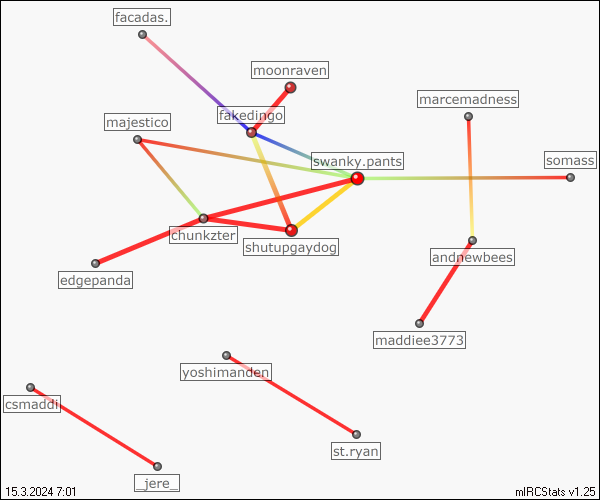 facadas.
moonraven
marcemadness
fakedingo
majestico
swanky.pants
somass
chunkzter
shutupgaydog
andnewbees
edgepanda
maddiee3773
yoshimanden
csmaddi
st.ryan
_jere_
15.3.2024 7:01
mIRCStats v1.25